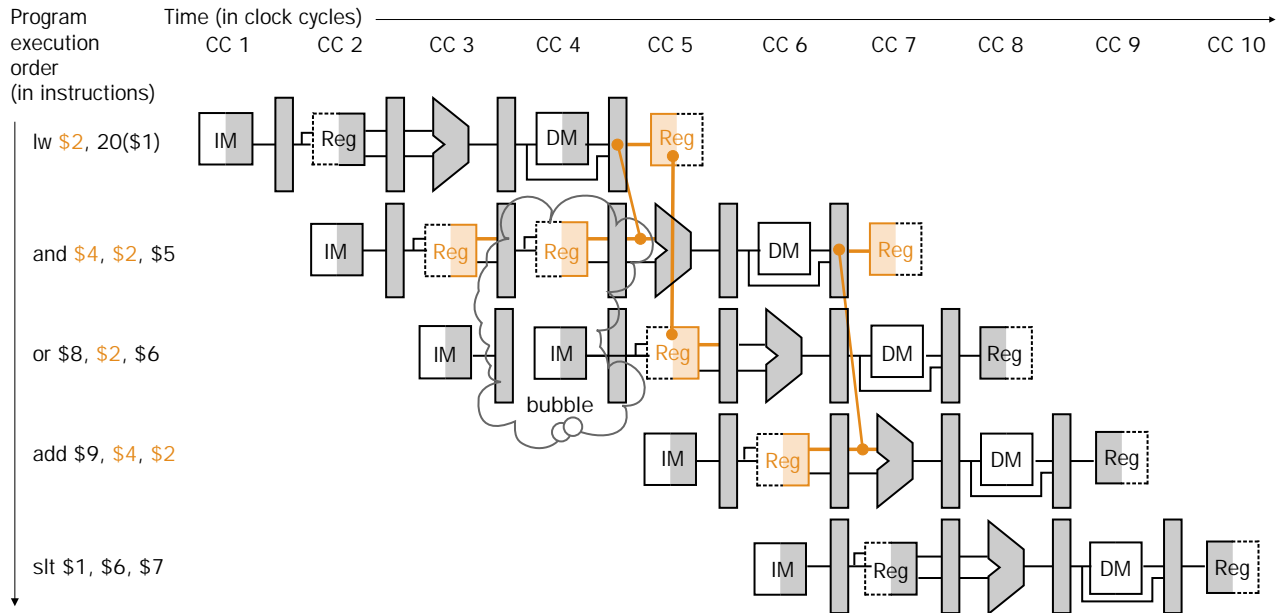 Program
execution
order
(in instructions)
Time (in clock cycles)
CC 1 CC 2 CC 3 CC 4 CC 5 CC 6 CC 7 CC 8 CC 9 CC 10
lw $2, 20($1)
IM Reg DM Reg
and $4, $2, $5
IM Reg Reg DM Reg
or $8, $2, $6
IM IM Reg DM Reg
bubble
add $9, $4, $2
IM Reg DM Reg
slt $1, $6, $7
IM Reg DM Reg